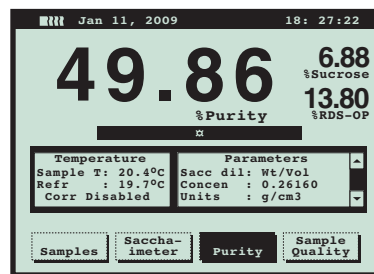 Jan 11, 2009 18: 27:22
49.86
%Purity
6.88
%Sucrose
13.80
%RDS-OP
¤
Temperature
Sample T: 20.4ºC
Refr : 19.7ºC
Corr Disabled
Parameters
Sacc dil: Wt/Vol
Concen : 0.26160
Units : g/cm3
Samples
Saccha-
imeter
Purity
Sample
Quality